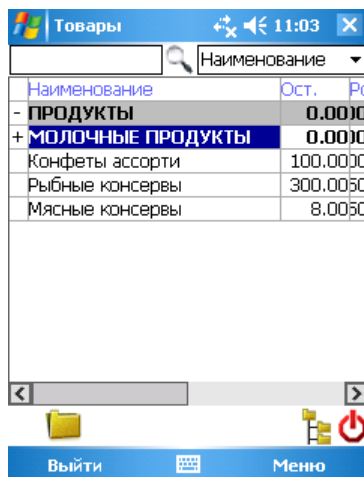 Товары 11:03
Наименование
Наименование Ост.
- ПРОДУКТЫ 0.00
+ МОЛОЧНЫЕ ПРОДУКТЫ 0.00
Конфеты ассорти 100.00
Рыбные консервы 300.00
Мясные консервы 8.00
Выйти Меню